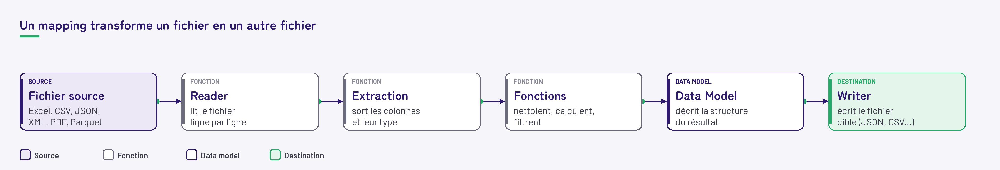 Un mapping transforme un fichier en un autre fichier
SOURCE
Fichier source
Excel, CSV, JSON,
XML, PDF, Parquet
FONCTION
Reader
lit le fichier
ligne par ligne
FONCTION
Extraction
sort les colonnes
et leur type
FONCTION
Fonctions
nettoient, calculent,
filtrent
DATA MODEL
Data Model
décrit la structure
du résultat
DESTINATION
Writer
écrit le fichier
cible (JSON, CSV...)
Source
Fonction
Data model
Destination